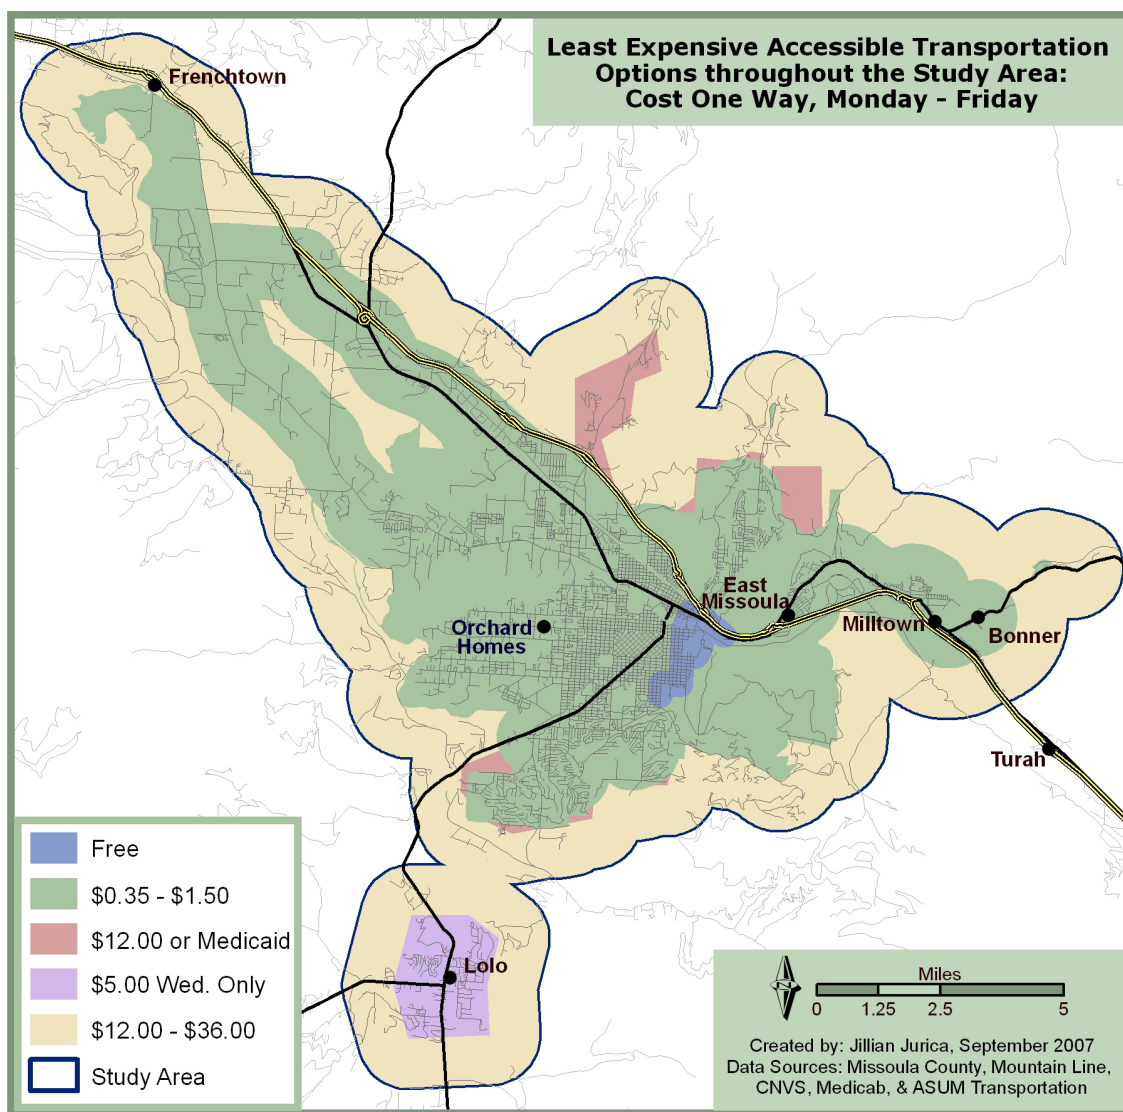 Least Expensive Accessible Transportation
Options throughout the Study Area:
Cost One Way, Monday - Friday
Frenchtown
East
Missoula
Orchard
Homes
Milltown
Bonner
Turah
Lolo
Free
$0.35 - $1.50
$12.00 or Medicaid
$5.00 Wed. Only
$12.00 - $36.00
Study Area
N
Miles
0 1.25 2.5 5
Created by: Jillian Jurica, September 2007
Data Sources: Missoula County, Mountain Line,
CNVS, Medicab, & ASUM Transportation